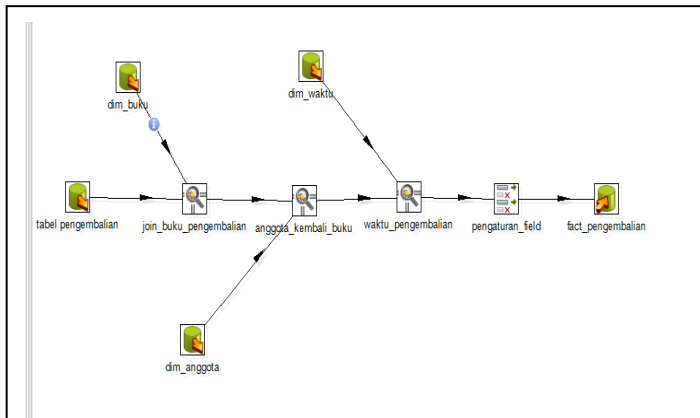 dim_buku
dim_waktu
tabel pengembalian
join_buku_pengembalian
anggota_kembali_buku
waktu_pengembalian
pengaturan_field
fact_pengembalian
dim_anggota